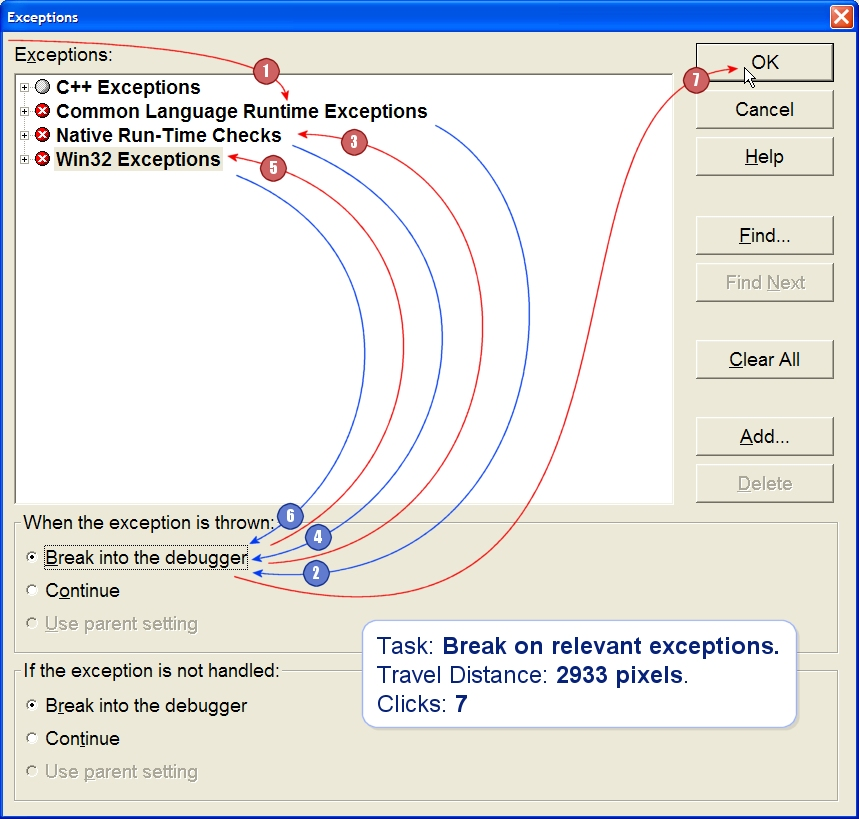 Exceptions
Exceptions:
C++ Exceptions
Common Language Runtime Exceptions
Native Run-Time Checks
Win32 Exceptions
1
3
5
7
OK
Cancel
Help
Find...
Find Next
Clear All
Add...
Delete
When the exception is thrown:
6
4
2
Break into the debugger
Continue
Use parent setting
If the exception is not handled:
Break into the debugger
Continue
Use parent setting
Task: Break on relevant exceptions.
Travel Distance: 2933 pixels.
Clicks: 7